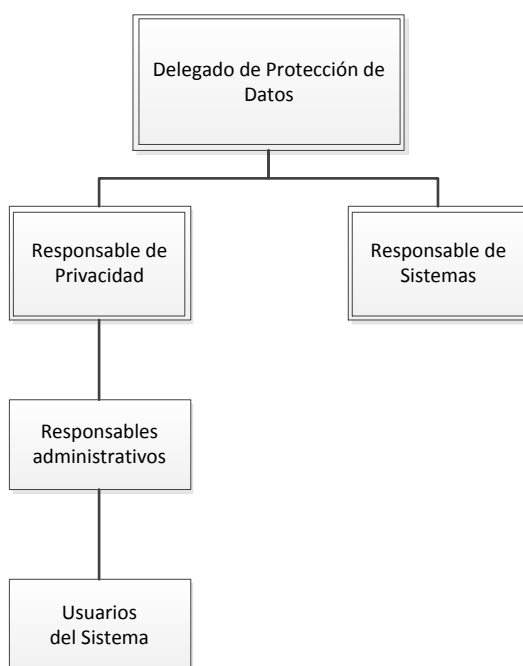 Delegado de Protección de
Datos
Responsable de
Privacidad
Responsable de
Sistemas
Responsables
administrativos
Usuarios
del Sistema